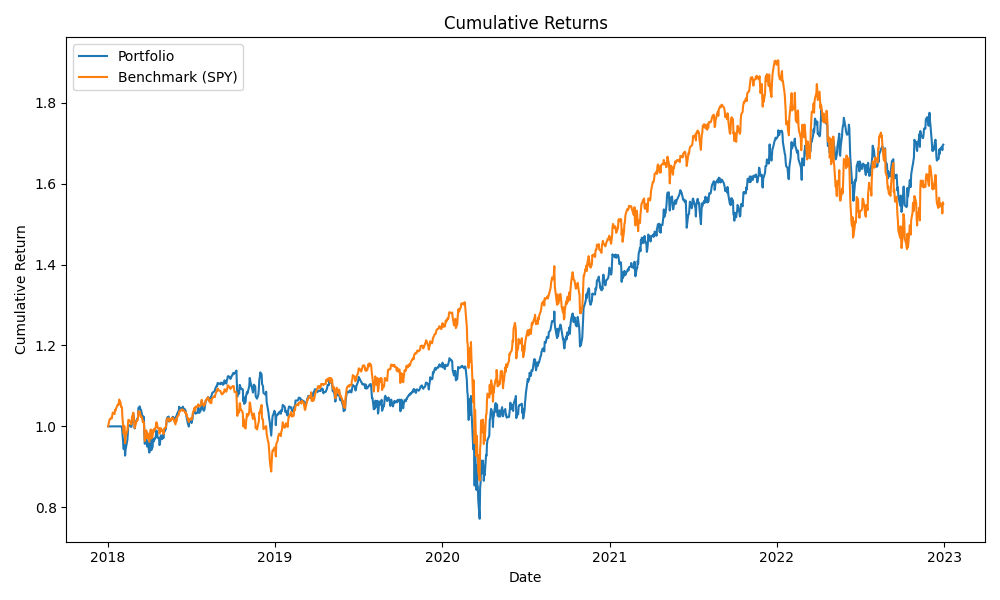 Cumulative Returns
Portfolio
Benchmark (SPY)
Cumulative Return
1.8
1.6
1.4
1.2
1.0
0.8
2018
2019
2020
2021
2022
2023
Date